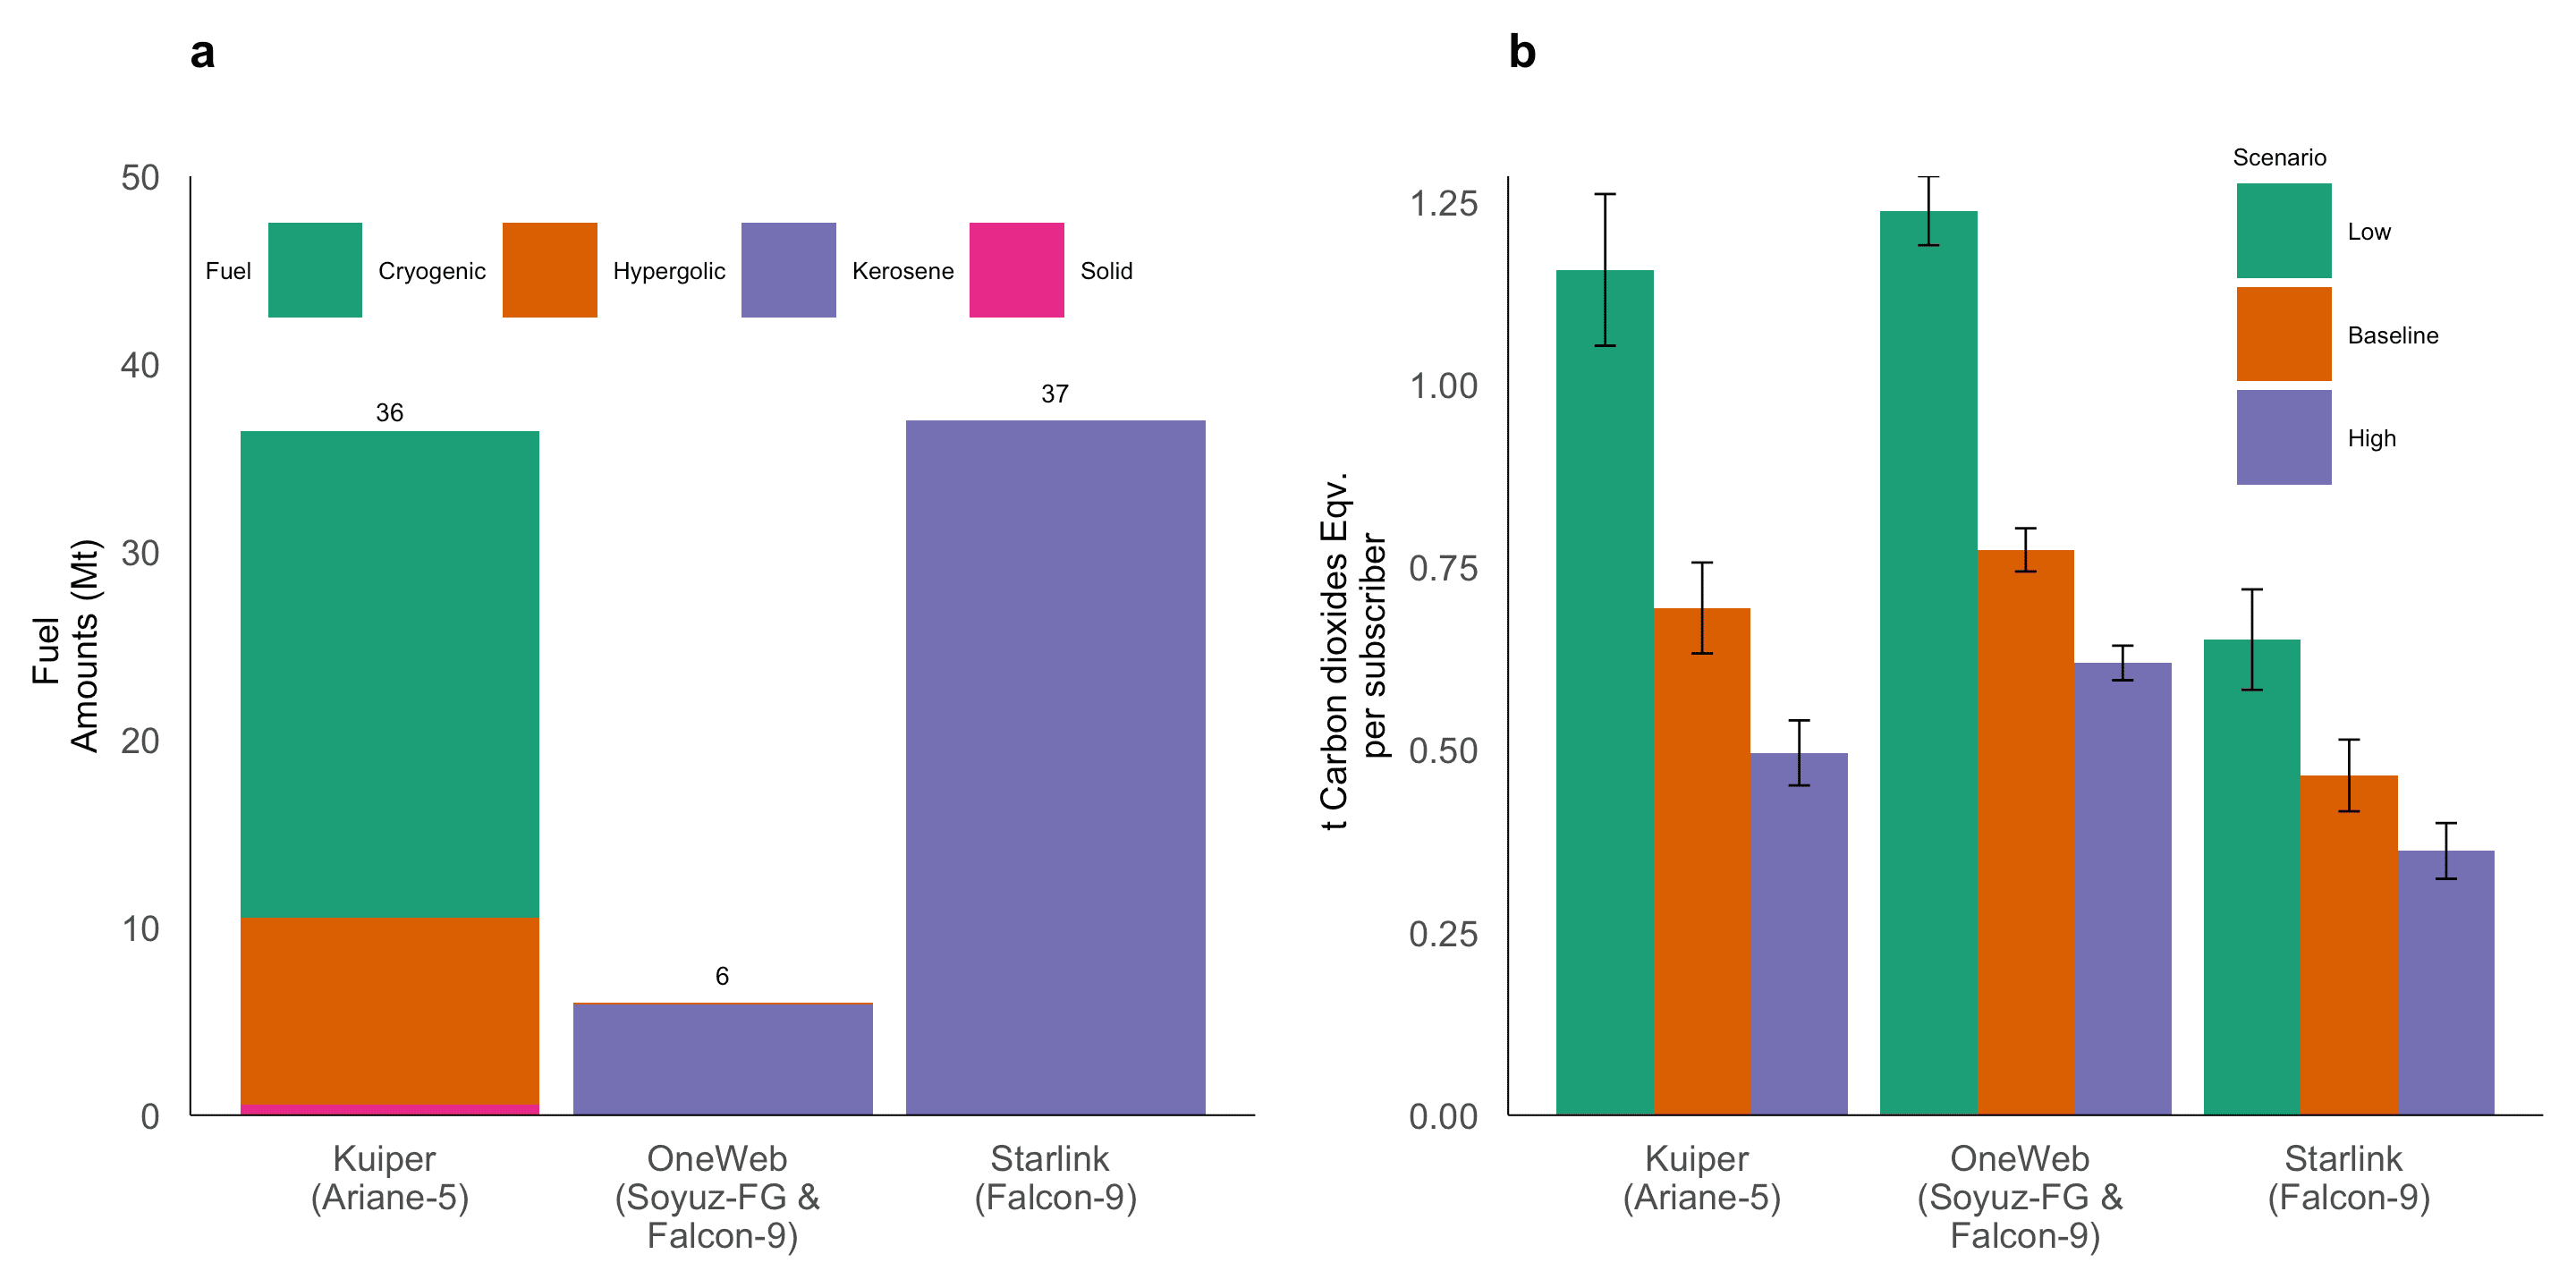 a
Fuel
Amounts (Mt)
50
40
30
20
10
0
Fuel Cryogenic Hypergolic Kerosene Solid
36
6
37
Kuiper
(Ariane-5)
OneWeb
(Soyuz-FG &
Falcon-9)
Starlink
(Falcon-9)
b
t Carbon dioxides Eqv.
per subscriber
1.25
1.00
0.75
0.50
0.25
0.00
Scenario
Low
Baseline
High
Kuiper
(Ariane-5)
OneWeb
(Soyuz-FG &
Falcon-9)
Starlink
(Falcon-9)